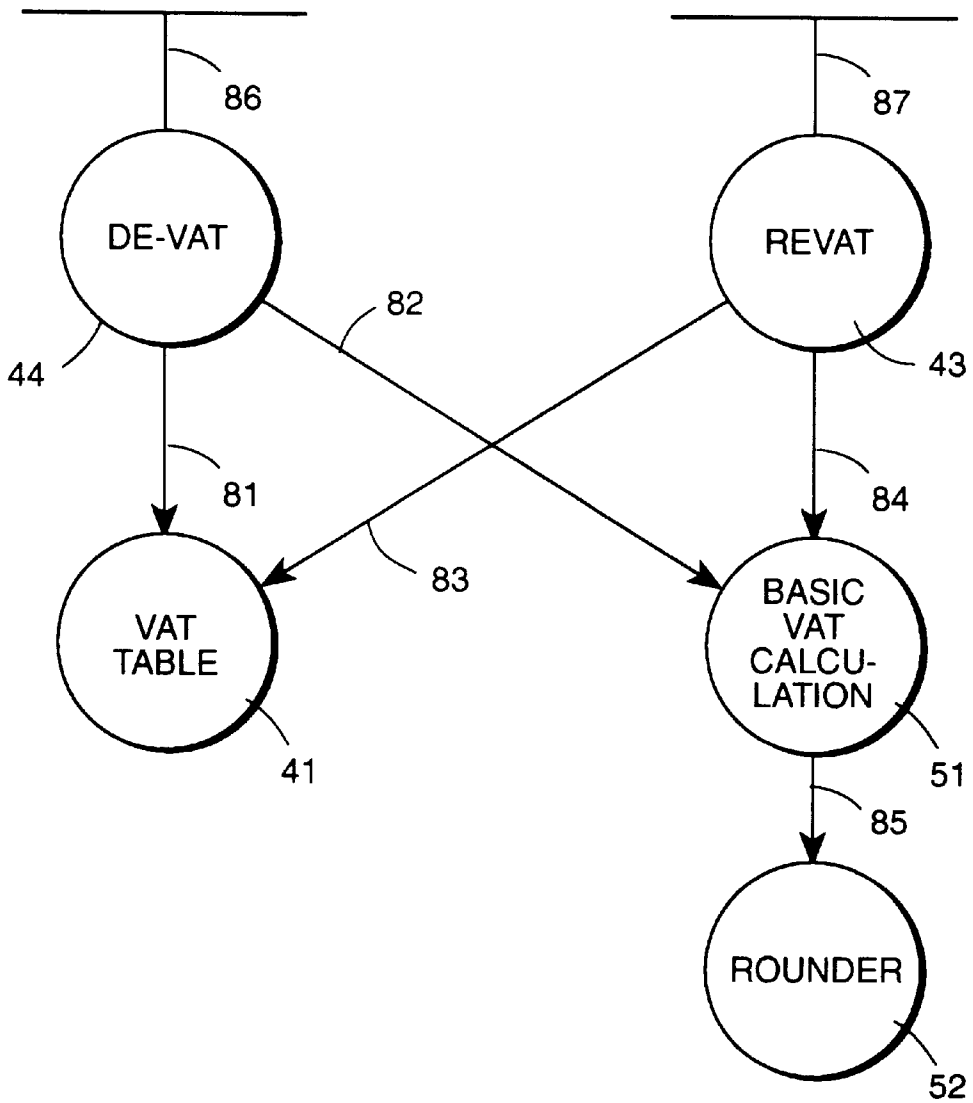 86
87
DE-VAT
REVAT
82
44
43
81
84
83
VAT
TABLE
BASIC
VAT
CALCU-
LATION
41
51
85
ROUNDER
52